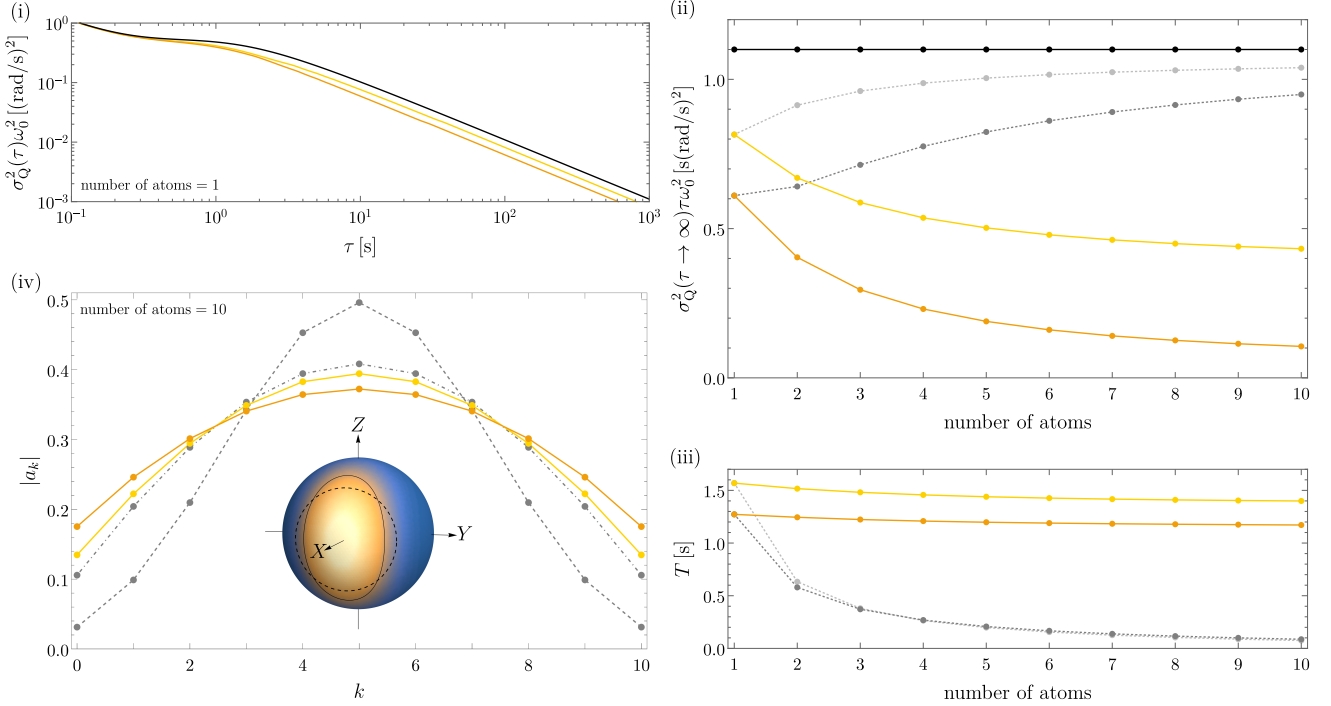 (i)
σ²_Q(τ)ω₀² [(rad/s)²]
10⁰
10⁻¹
10⁻²
10⁻³
number of atoms = 1
10⁻¹ 10⁰ 10¹ 10² 10³
τ [s]
(ii)
σ²_Q(τ → ∞)τω₀² [s(rad/s)²]
1.0
0.5
0.0
1 2 3 4 5 6 7 8 9 10
number of atoms
(iv)
number of atoms = 10
|a_k|
0.5
0.4
0.3
0.2
0.1
0.0
Z
Y
X
0 2 4 6 8 10
k
(iii)
T [s]
1.5
1.0
0.5
0.0
1 2 3 4 5 6 7 8 9 10
number of atoms